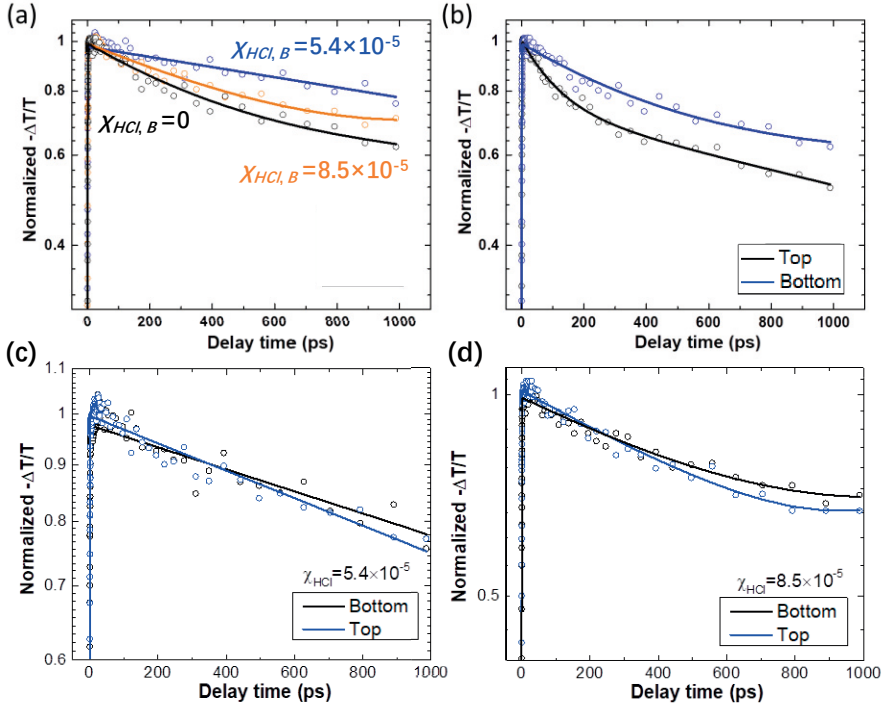 (a)
Normalized -ΔT/T
1
0.8
0.6
0.4
χHCl, B=5.4×10-5
χHCl, B=0
χHCl, B=8.5×10-5
0 200 400 600 800 1000
Delay time (ps)
(b)
Normalized -ΔT/T
1
0.8
0.6
0.4
Top
Bottom
0 200 400 600 800 1000
Delay time (ps)
(c)
Normalized -ΔT/T
1.1
1
0.9
0.8
0.7
0.6
χHCl=5.4×10-5
Bottom
Top
0 200 400 600 800 1000
Delay time (ps)
(d)
Normalized -ΔT/T
1
0.5
χHCl=8.5×10-5
Bottom
Top
0 200 400 600 800 1000
Delay time (ps)